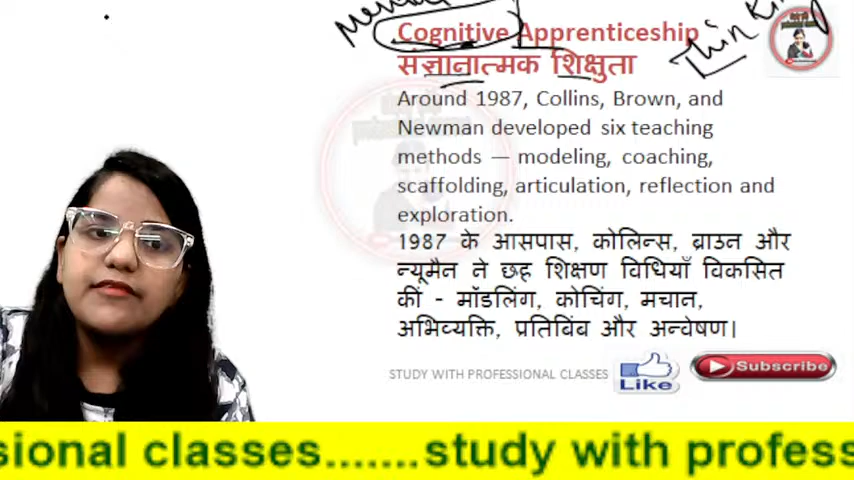 Cognitive Apprenticeship
संज्ञानात्मक शिक्षुता
Thinking
Around 1987, Collins, Brown, and
Newman developed six teaching
methods — modeling, coaching,
scaffolding, articulation, reflection and
exploration.
1987 के आसपास, कोलिन्स, ब्राउन और
न्यूमैन ने छह शिक्षण विधियाँ विकसित
कीं - मॉडलिंग, कोचिंग, मचान,
अभिव्यक्ति, प्रतिबिंब और अन्वेषण।
STUDY WITH PROFESSIONAL CLASSES
Like
Subscribe
sional classes.......study with profess